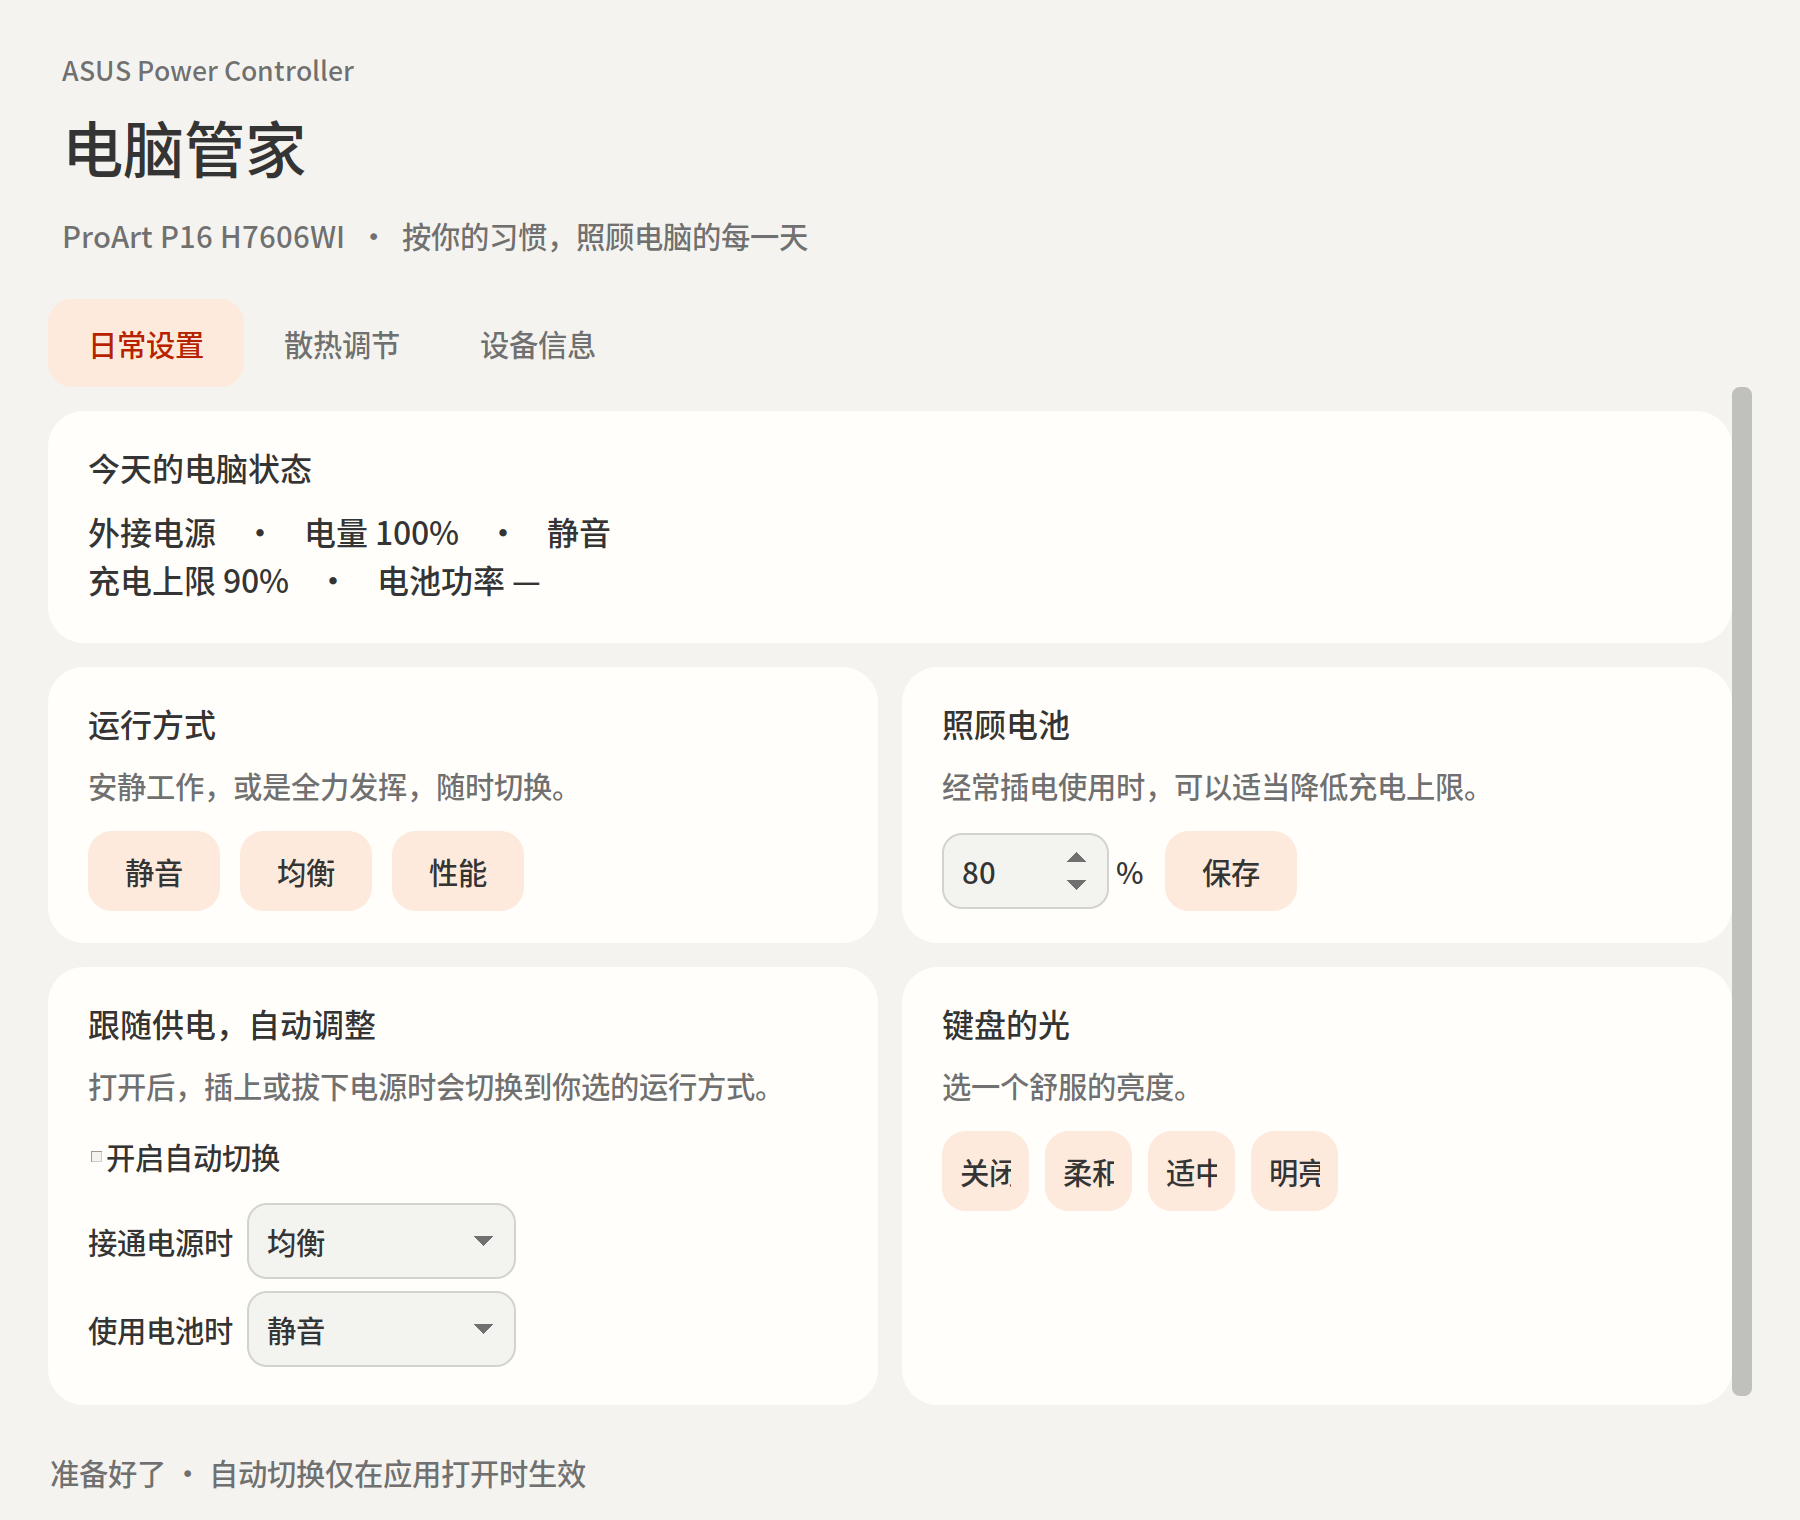 ASUS Power Controller
电脑管家
ProArt P16 H7606WI · 按你的习惯，照顾电脑的每一天
日常设置 散热调节 设备信息
今天的电脑状态
外接电源 · 电量 100% · 静音
充电上限 90% · 电池功率 —
运行方式
安静工作，或是全力发挥，随时切换。
静音 均衡 性能
照顾电池
经常插电使用时，可以适当降低充电上限。
80 % 保存
跟随供电，自动调整
打开后，插上或拔下电源时会切换到你选的运行方式。
开启自动切换
接通电源时 均衡
使用电池时 静音
键盘的光
选一个舒服的亮度。
关闭 柔和 适中 明亮
准备好了 · 自动切换仅在应用打开时生效